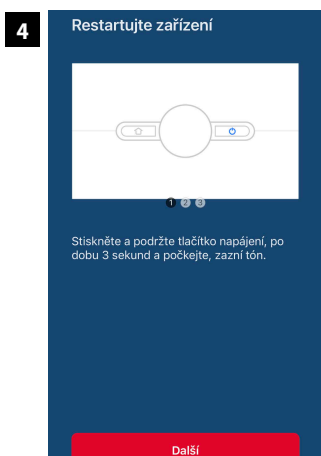 4
Restartujte zařízení
1 2 3
Stiskněte a podržte tlačítko napájení, po
dobu 3 sekund a počkejte, zazní tón.
Další